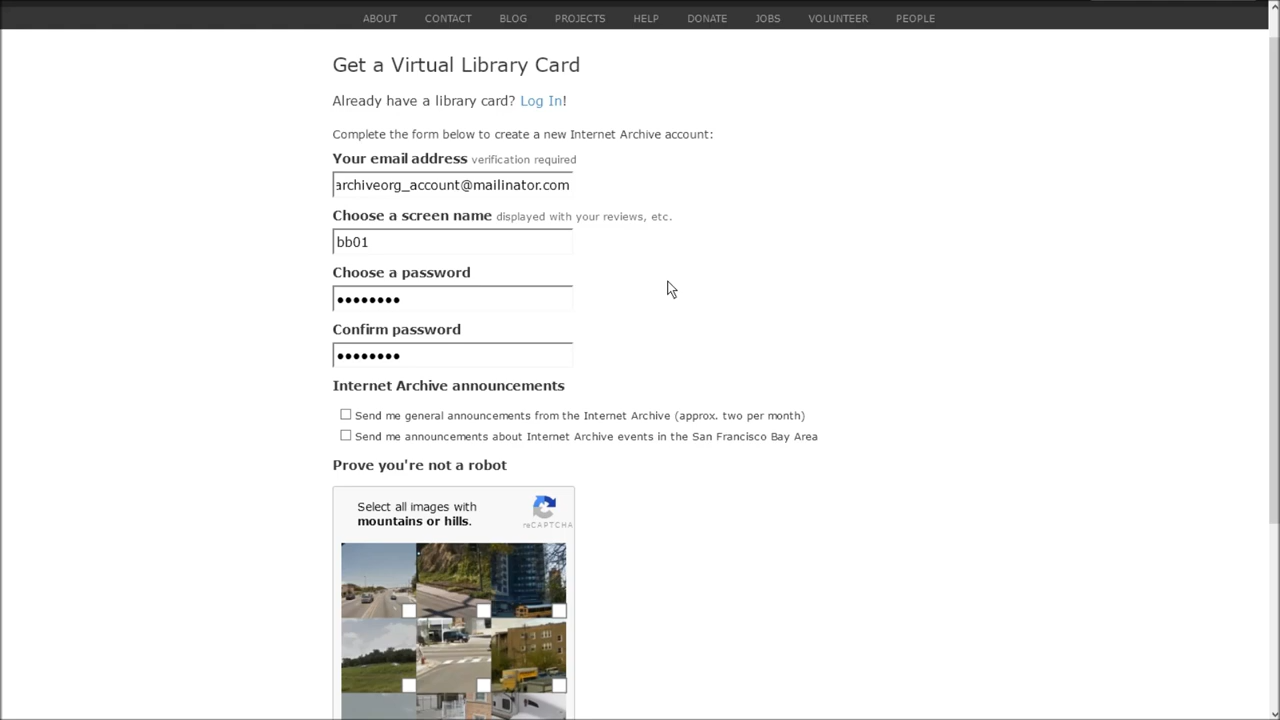 ABOUT CONTACT BLOG PROJECTS HELP DONATE JOBS VOLUNTEER PEOPLE
Get a Virtual Library Card
Already have a library card? Log In!
Complete the form below to create a new Internet Archive account:
Your email address verification required
archiveorg_account@mailinator.com
Choose a screen name displayed with your reviews, etc.
bb01
Choose a password
••••••••
Confirm password
••••••••
Internet Archive announcements
Send me general announcements from the Internet Archive (approx. two per month)
Send me announcements about Internet Archive events in the San Francisco Bay Area
Prove you're not a robot
Select all images with
mountains or hills.
reCAPTCHA